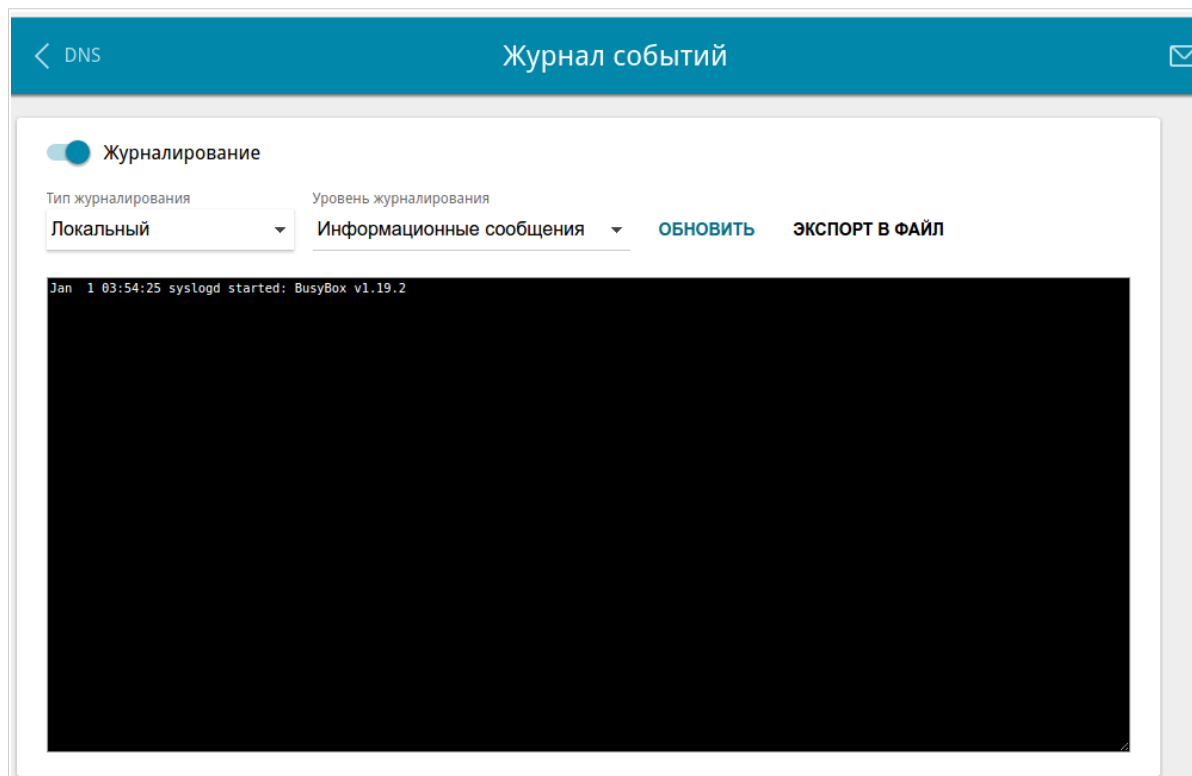 DNS
Журнал событий
Журналирование
Тип журналирования
Уровень журналирования
Локальный
Информационные сообщения
ОБНОВИТЬ
ЭКСПОРТ В ФАЙЛ
Jan  1 03:54:25 syslogd started: BusyBox v1.19.2